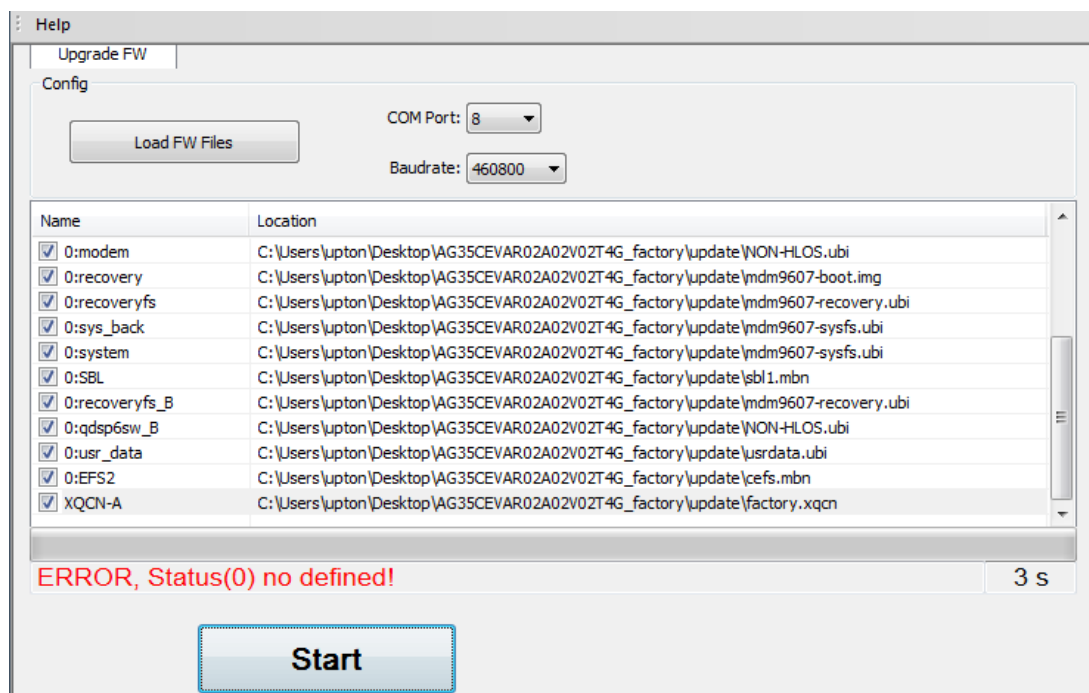 Help
Upgrade FW
Config
Load FW Files
COM Port: 8
Baudrate: 460800
Name Location
0:modem C:\Users\upton\Desktop\AG35CEVAR02A02V02T4G_factory\update\NON-HLOS.ubi
0:recovery C:\Users\upton\Desktop\AG35CEVAR02A02V02T4G_factory\update\mdm9607-boot.img
0:recoveryfs C:\Users\upton\Desktop\AG35CEVAR02A02V02T4G_factory\update\mdm9607-recovery.ubi
0:sys_back C:\Users\upton\Desktop\AG35CEVAR02A02V02T4G_factory\update\mdm9607-sysfs.ubi
0:system C:\Users\upton\Desktop\AG35CEVAR02A02V02T4G_factory\update\mdm9607-sysfs.ubi
0:SBL C:\Users\upton\Desktop\AG35CEVAR02A02V02T4G_factory\update\sbl1.mbn
0:recoveryfs_B C:\Users\upton\Desktop\AG35CEVAR02A02V02T4G_factory\update\mdm9607-recovery.ubi
0:qdsp6sw_B C:\Users\upton\Desktop\AG35CEVAR02A02V02T4G_factory\update\NON-HLOS.ubi
0:usr_data C:\Users\upton\Desktop\AG35CEVAR02A02V02T4G_factory\update\usrdata.ubi
0:EFS2 C:\Users\upton\Desktop\AG35CEVAR02A02V02T4G_factory\update\cefs.mbn
XQCN-A C:\Users\upton\Desktop\AG35CEVAR02A02V02T4G_factory\update\factory.xqcn
ERROR, Status(0) no defined! 3 s
Start